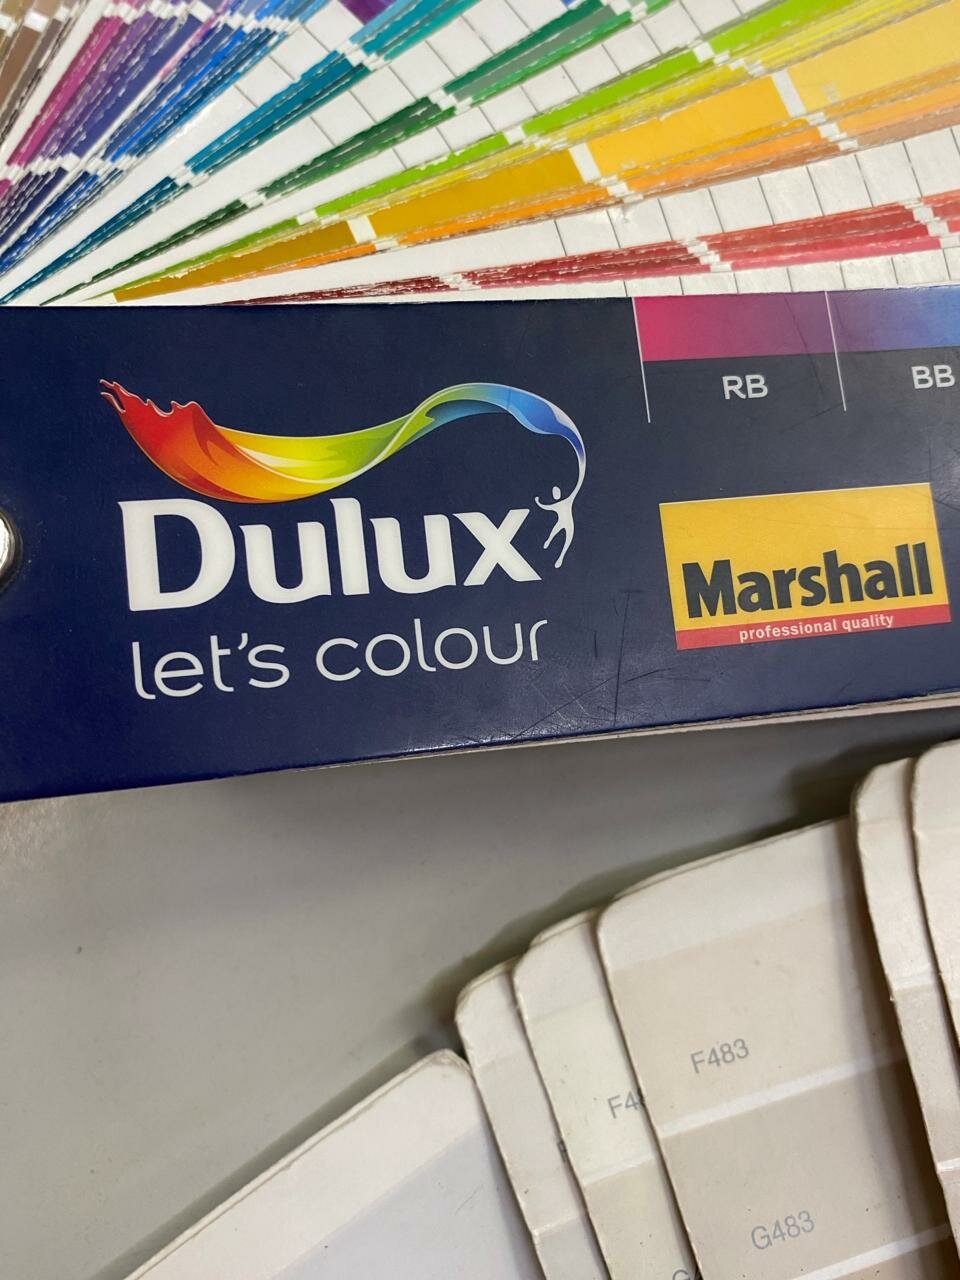 RB
BB
Dulux
let's colour
Marshall
professional quality
F483
G483